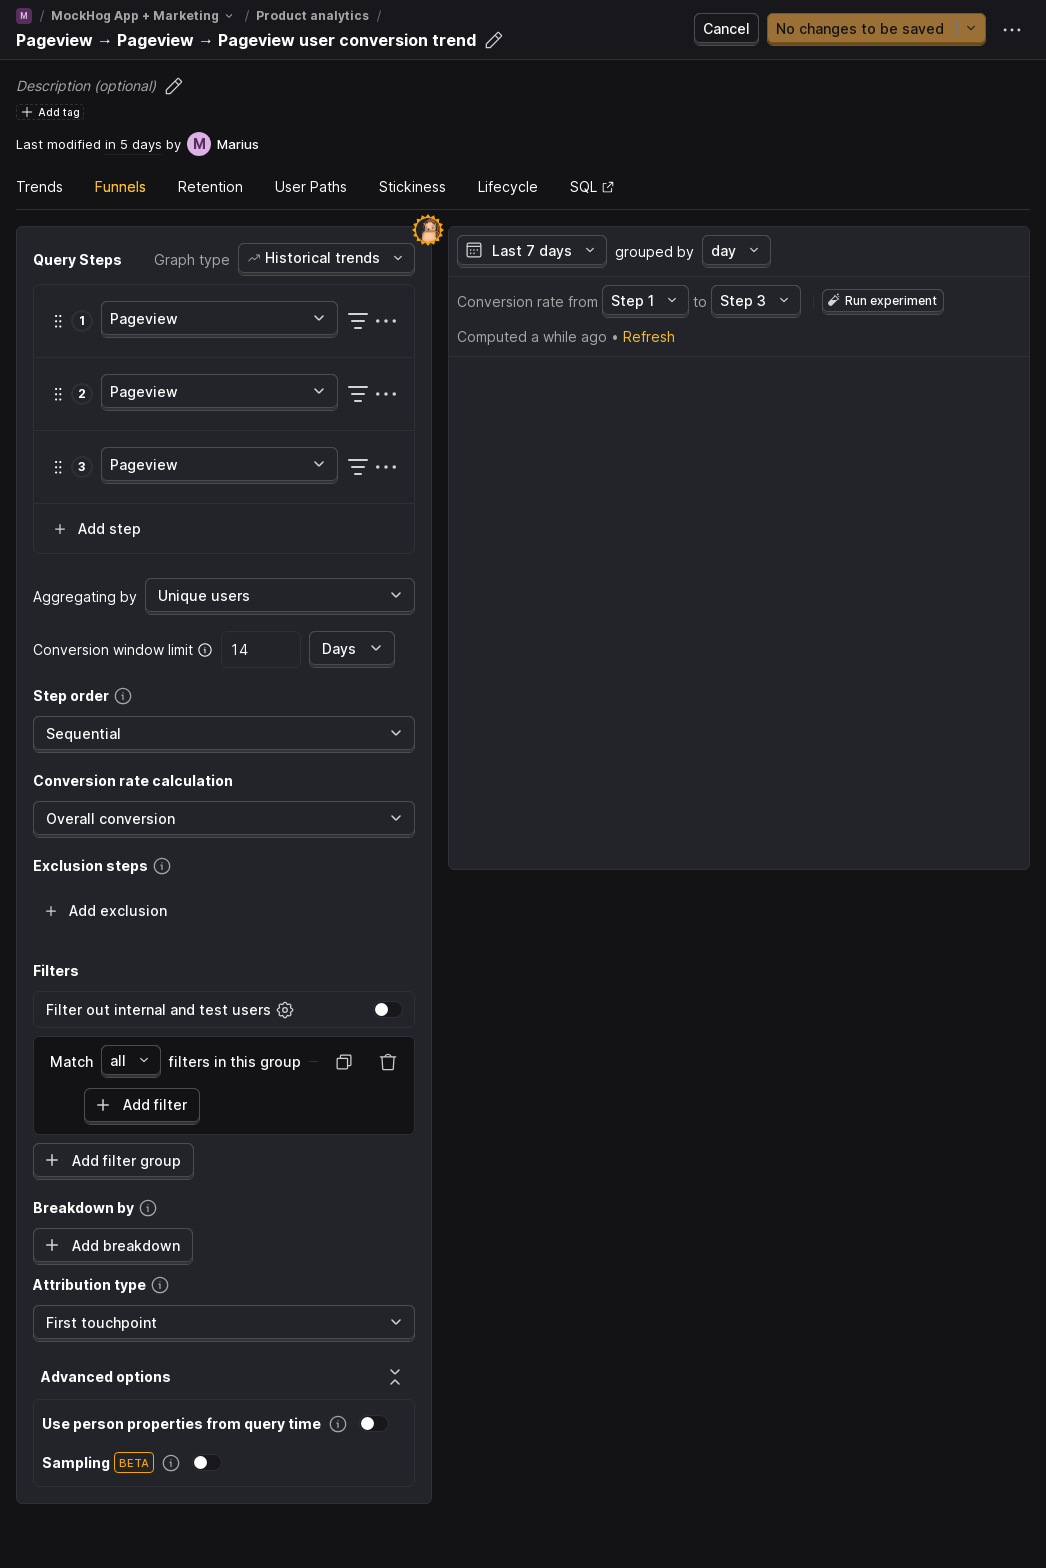 M / MockHog App + Marketing / Product analytics /
Pageview → Pageview → Pageview user conversion trend
Cancel
No changes to be saved
Description (optional)
Add tag
Last modified in 5 days by M Marius
Trends Funnels Retention User Paths Stickiness Lifecycle SQL
Query Steps Graph type Historical trends
1 Pageview
2 Pageview
3 Pageview
Add step
Aggregating by Unique users
Conversion window limit 14 Days
Step order
Sequential
Conversion rate calculation
Overall conversion
Exclusion steps
Add exclusion
Filters
Filter out internal and test users
Match all filters in this group
Add filter
Add filter group
Breakdown by
Add breakdown
Attribution type
First touchpoint
Advanced options
Use person properties from query time
Sampling BETA
Last 7 days grouped by day
Conversion rate from Step 1 to Step 3 Run experiment
Computed a while ago • Refresh